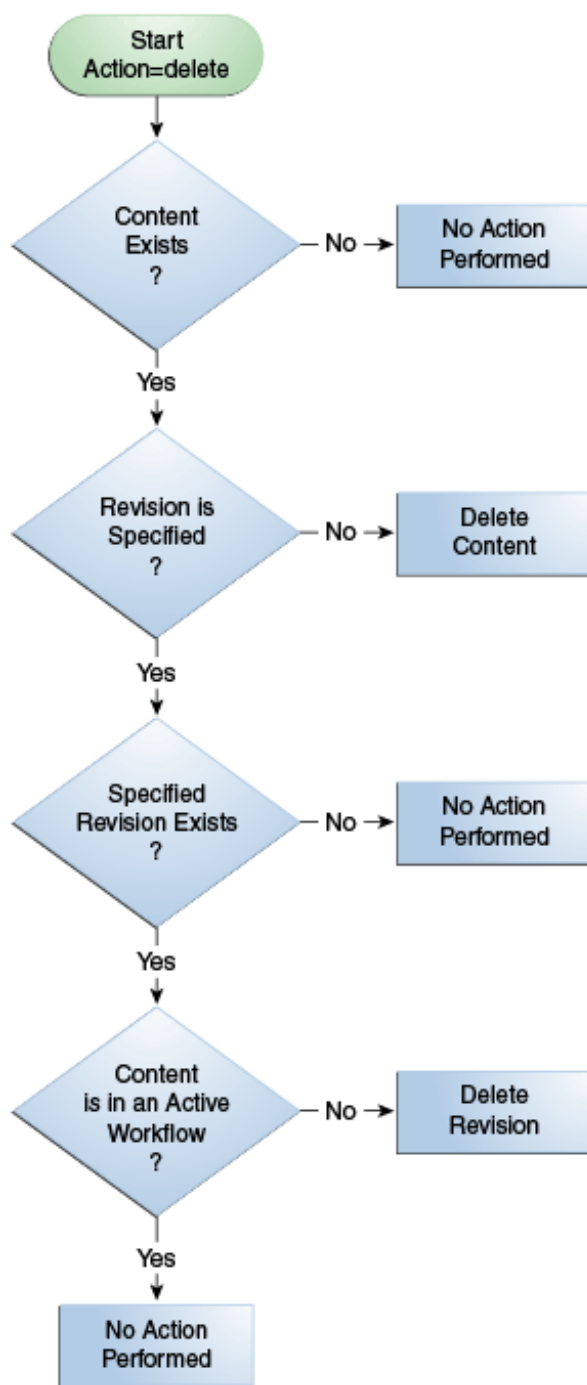 Start
Action=delete
Content
Exists
?
No
No Action
Performed
Yes
Revision is
Specified
?
No
Delete
Content
Yes
Specified
Revision Exists
?
No
No Action
Performed
Yes
Content
is in an Active
Workflow
?
No
Delete
Revision
Yes
No Action
Performed